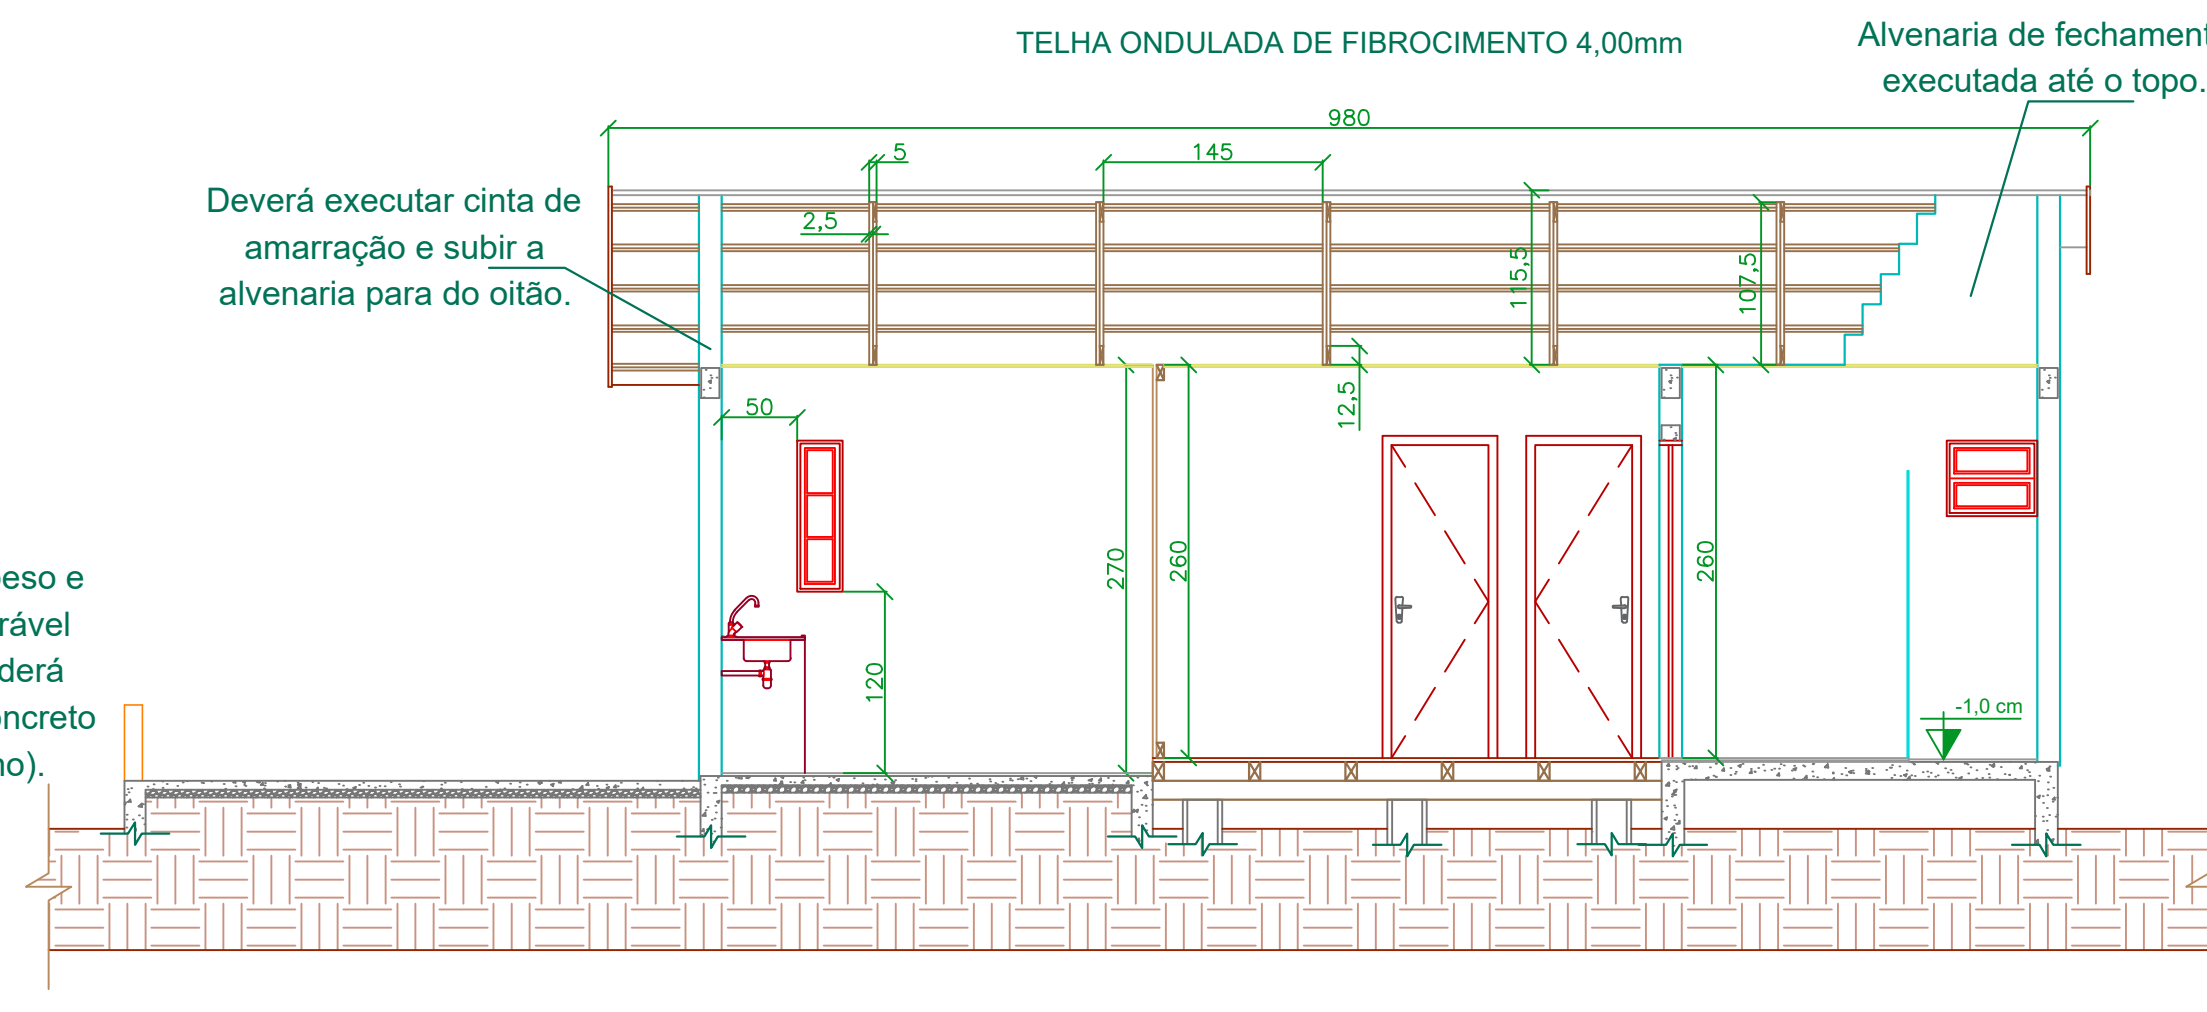 TELHA ONDULADA DE FIBROCIMENTO 4,00mm
Alvenaria de fechament
executada até o topo.
980
5
145
Deverá executar cinta de
amarração e subir a
alvenaria para do oitão.
2,5
115,5
107,5
12,5
50
270
260
260
120
eso e
rável
derá
ncreto
o).
-1,0 cm